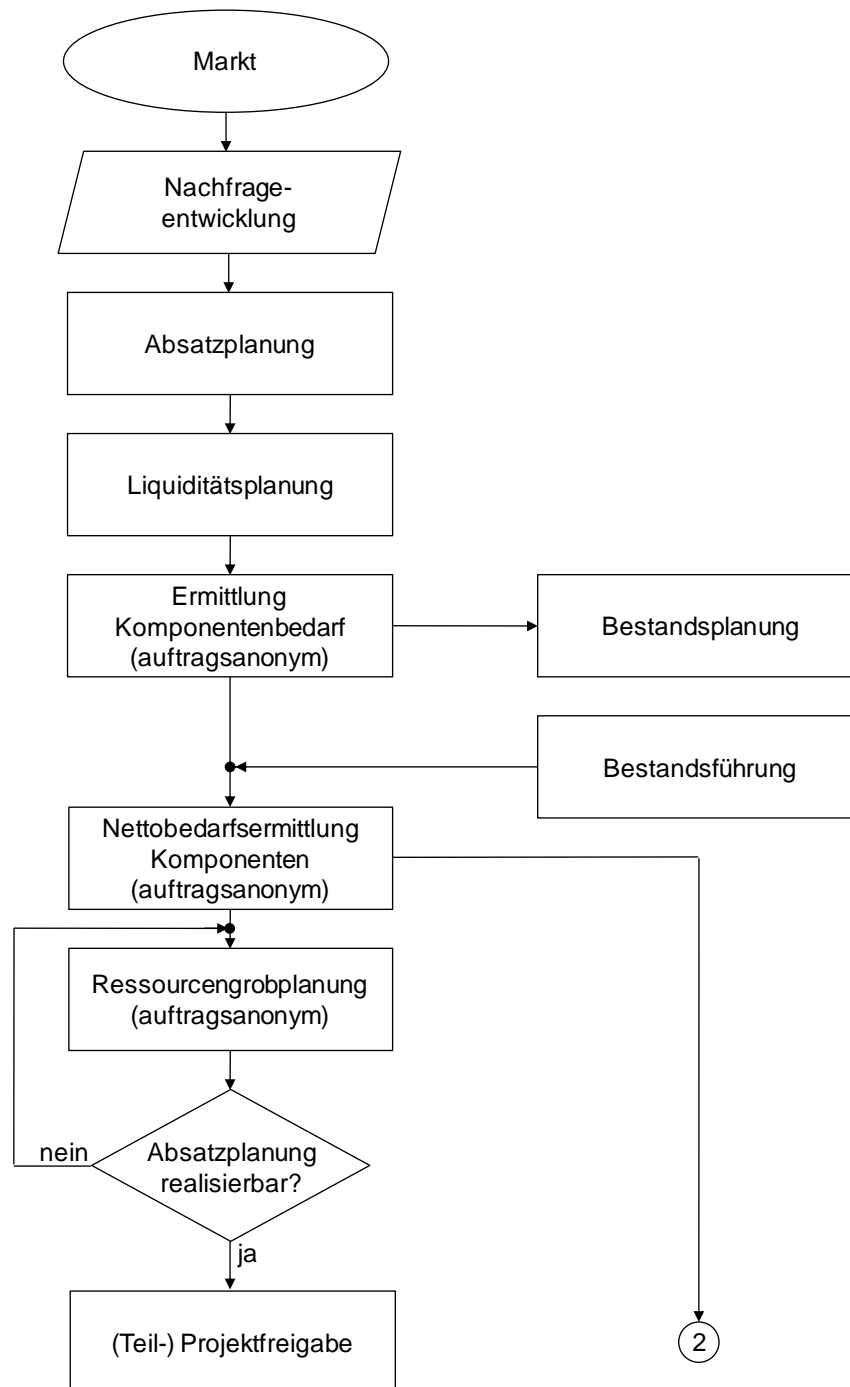 Markt
Nachfrage-
entwicklung
Absatzplanung
Liquiditätsplanung
Ermittlung
Komponentenbedarf
(auftragsanonym)
Bestandsplanung
Bestandsführung
Nettobedarfsermittlung
Komponenten
(auftragsanonym)
Ressourcengrobplanung
(auftragsanonym)
nein
Absatzplanung
realisierbar?
ja
(Teil-) Projektfreigabe
2